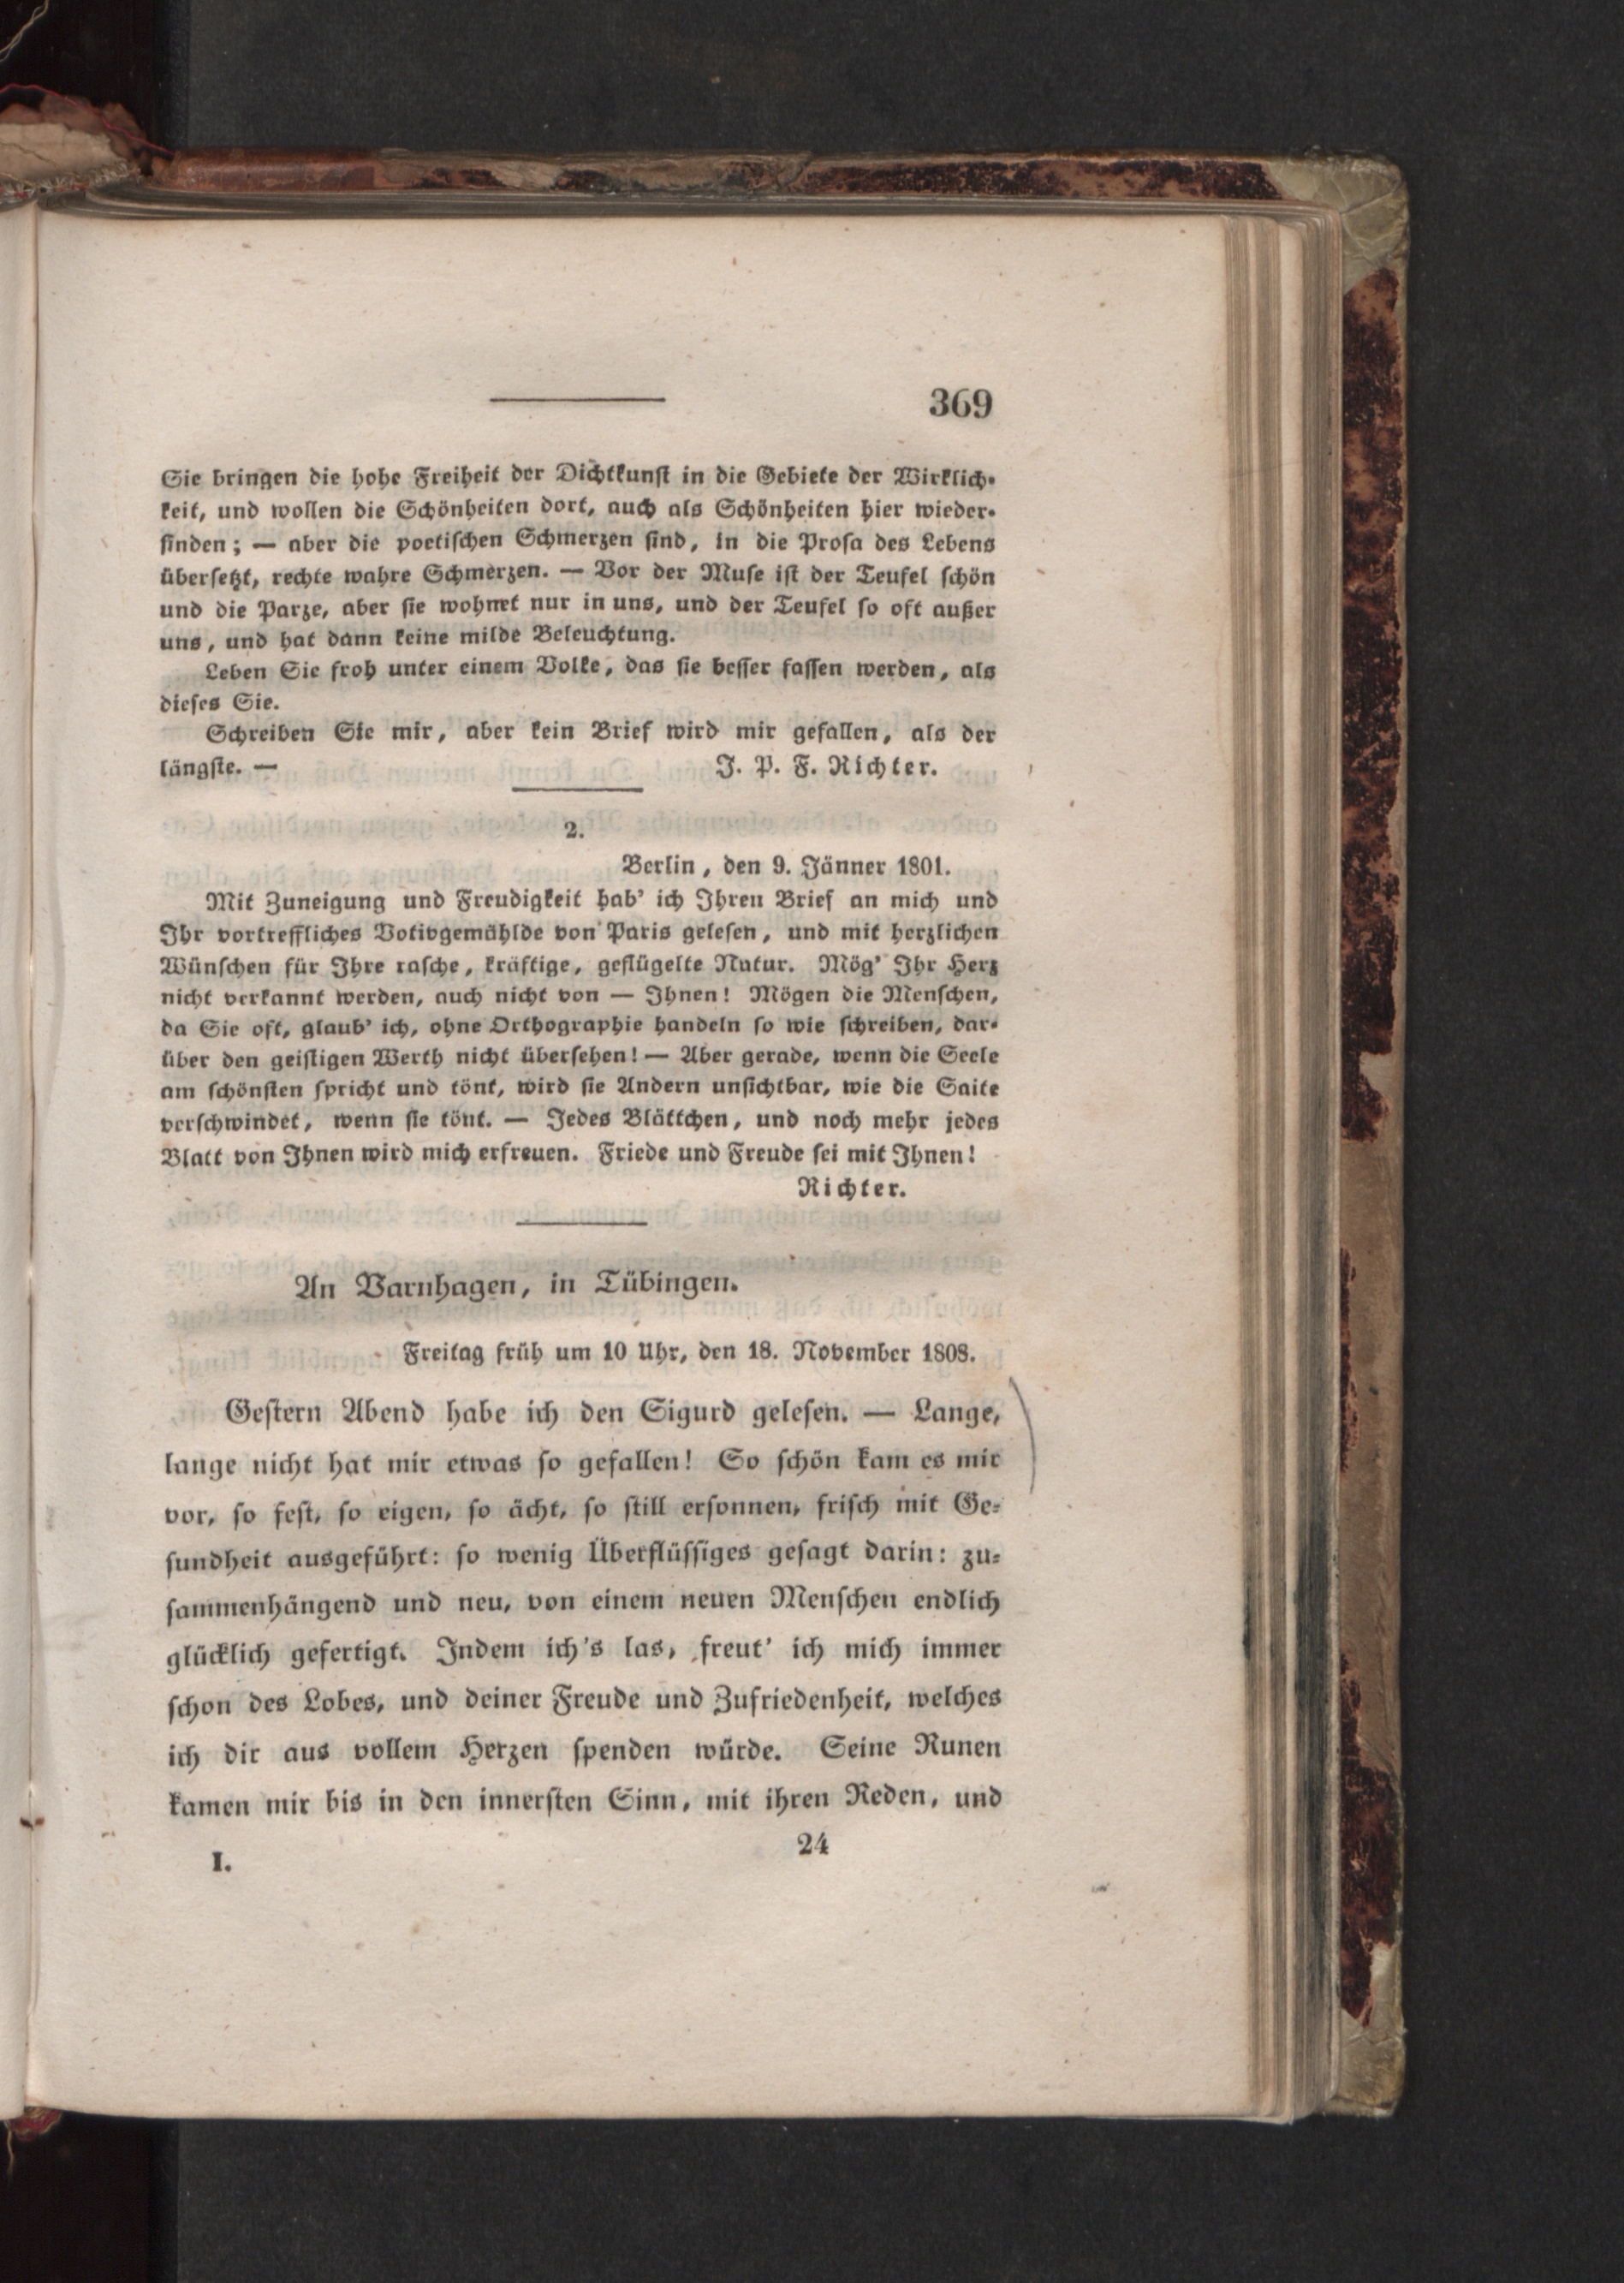 369
Sie bringen die hohe Freiheit der Dichtkunst in die Gebiete der Wirklich-
keit, und wollen die Schönheiten dort, auch als Schönheiten hier wieder-
finden; — aber die poetischen Schmerzen sind, in die Prosa des Lebens
übersetzt, rechte wahre Schmerzen. — Vor der Muse ist der Teufel schön
und die Parze, aber sie wohnet nur in uns, und der Teufel so oft außer
uns, und hat dann keine milde Beleuchtung.
Leben Sie froh unter einem Volke, das sie besser fassen werden, als
dieses Sie.
Schreiben Sie mir, aber kein Brief wird mir gefallen, als der
längste. — J. P. F. Richter.
2.
Berlin, den 9. Jänner 1801.
Mit Zuneigung und Freudigkeit hab' ich Ihren Brief an mich und
Ihr vortreffliches Votivgemählde von Paris gelesen, und mit herzlichen
Wünschen für Ihre rasche, kräftige, geflügelte Natur. Mög' Ihr Herz
nicht verkannt werden, auch nicht von — Ihnen! Mögen die Menschen,
da Sie oft, glaub' ich, ohne Orthographie handeln so wie schreiben, dar-
über den geistigen Werth nicht übersehen! — Aber gerade, wenn die Seele
am schönsten spricht und tönt, wird sie Andern unsichtbar, wie die Saite
verschwindet, wenn sie tönt. — Jedes Blättchen, und noch mehr jedes
Blatt von Ihnen wird mich erfreuen. Friede und Freude sei mit Ihnen!
Richter.
An Varnhagen, in Tübingen.
Freitag früh um 10 Uhr, den 18. November 1808.
Gestern Abend habe ich den Sigurd gelesen. — Lange,
lange nicht hat mir etwas so gefallen! So schön kam es mir
vor, so fest, so eigen, so ächt, so still ersonnen, frisch mit Ge-
sundheit ausgeführt: so wenig Überflüssiges gesagt darin: zu-
sammenhängend und neu, von einem neuen Menschen endlich
glücklich gefertigt. Indem ich's las, freut' ich mich immer
schon des Lobes, und deiner Freude und Zufriedenheit, welches
ich dir aus vollem Herzen spenden würde. Seine Runen
kamen mir bis in den innersten Sinn, mit ihren Reden, und
I. 24